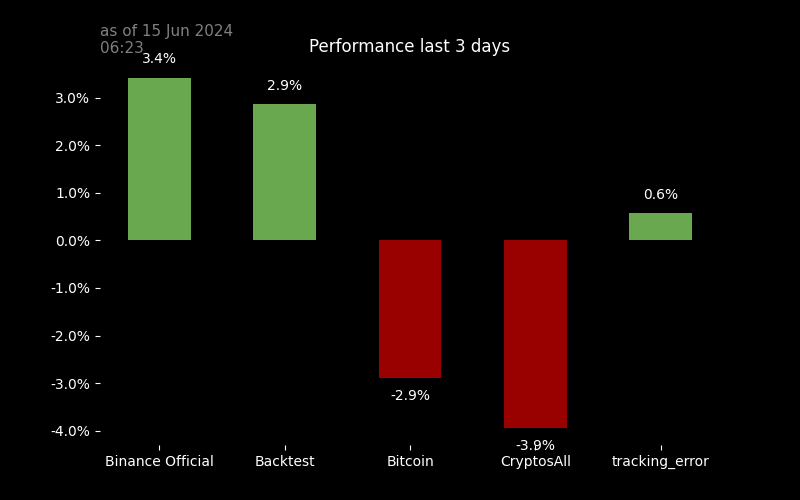 as of 15 Jun 2024
06:23
Performance last 3 days
3.4%
2.9%
-2.9%
-3.9%
0.6%
3.0%
2.0%
1.0%
0.0%
-1.0%
-2.0%
-3.0%
-4.0%
Binance Official
Backtest
Bitcoin
CryptosAll
tracking_error